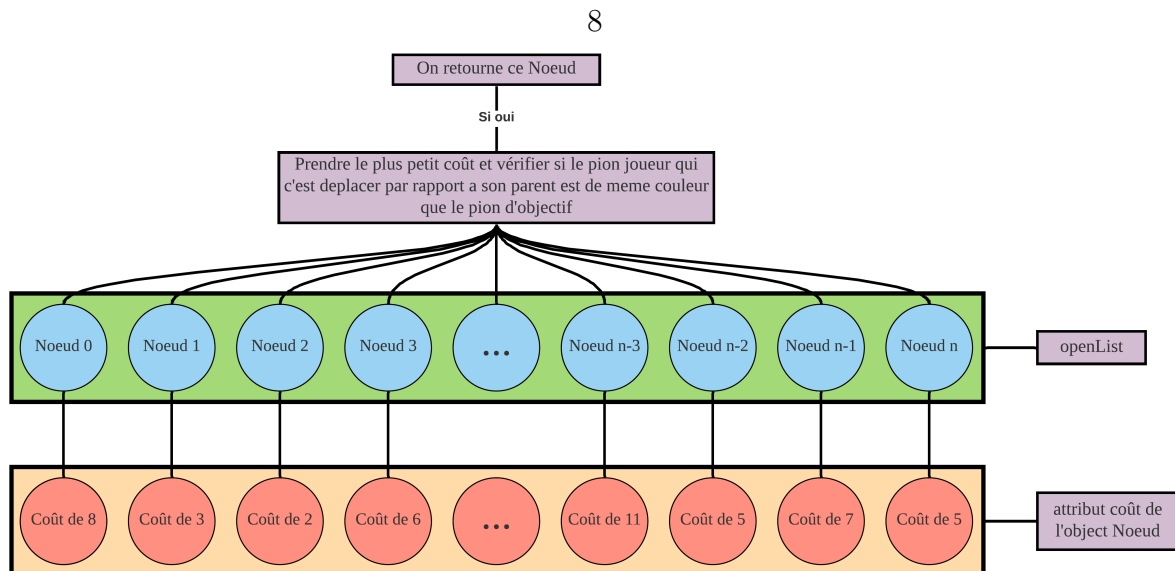 8
On retourne ce Noeud
Si oui
Prendre le plus petit coût et vérifier si le pion joueur qui
c'est deplacer par rapport a son parent est de meme couleur
que le pion d'objectif
Noeud 0
Noeud 1
Noeud 2
Noeud 3
...
Noeud n-3
Noeud n-2
Noeud n-1
Noeud n
openList
Coût de 8
Coût de 3
Coût de 2
Coût de 6
...
Coût de 11
Coût de 5
Coût de 7
Coût de 5
attribut coût de
l'object Noeud